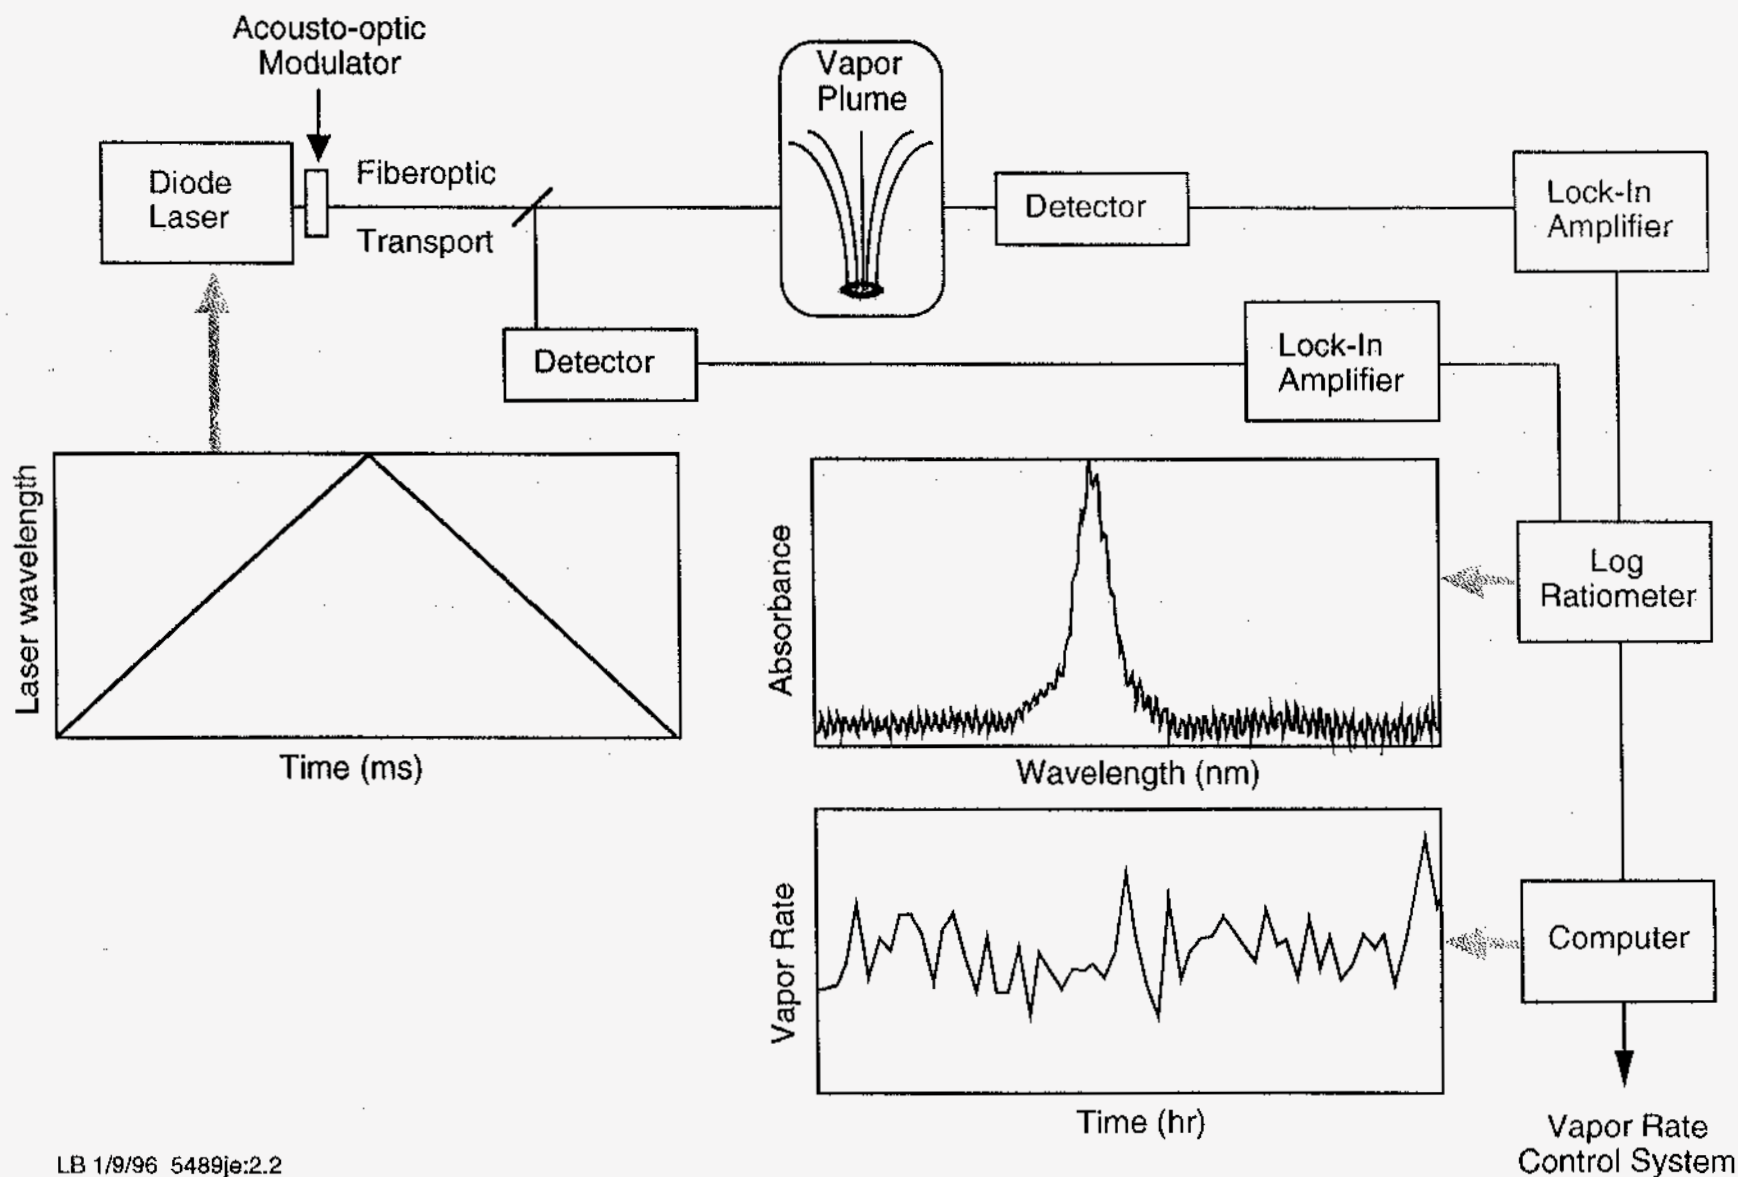 Acousto-optic
Modulator
Diode
Laser
Fiberoptic
Transport
Vapor
Plume
Detector
Lock-In
Amplifier
Detector
Lock-In
Amplifier
Laser wavelength
Time (ms)
Absorbance
Wavelength (nm)
Log
Ratiometer
Vapor Rate
Time (hr)
Computer
Vapor Rate
Control System
LB 1/9/96 5489je:2.2